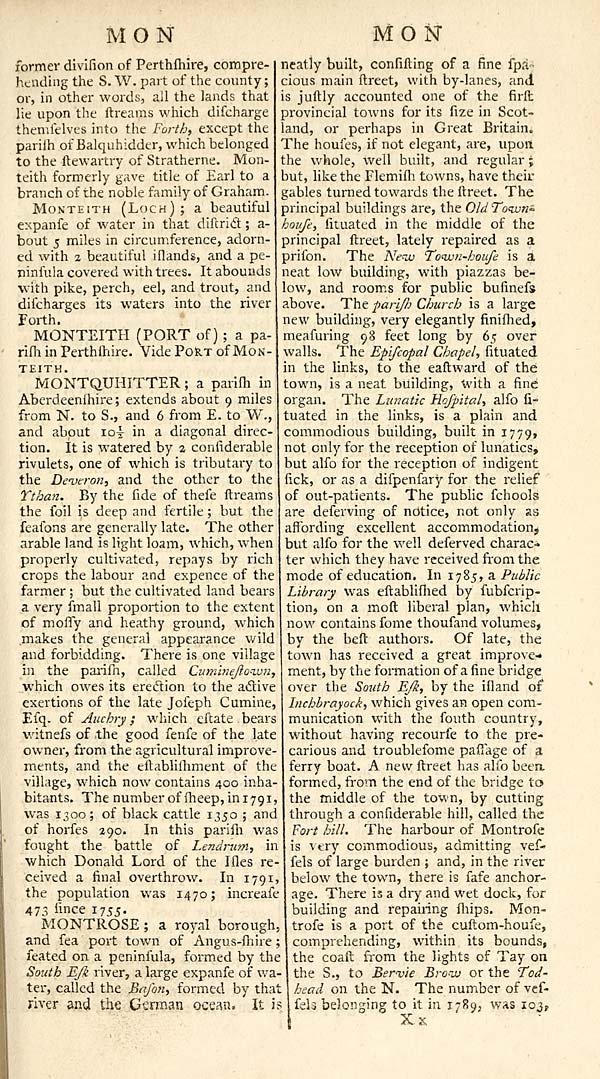 MON
former diviſion of Perthſhire, compre-
hending the S. W. part of the county;
or, in other words, all the lands that
lie upon the ſtreams which diſcharge
themſelves into the Forth, except the
pariſh of Balquhidder, which belonged
to the ſtewartry of Stratherne. Mon-
teith formerly gave title of Earl to a
branch of the noble family of Graham.
MONTEITH (LOCH); a beautiful
expanſe of water in that diſtrict; a-
bout 5 miles in circumference, adorn-
ed with 2 beautiful iſlands, and a pe-
ninſula covered with trees. It abounds
with pike, perch, eel, and trout, and
diſcharges its waters into the river
Forth.
MONTEITH (PORT of); a pa-
riſh in Perthſhire. Vide PORT of MON-
TEITH.
MONTQUHITTER; a pariſh in
Aberdeenſhire; extends about 9 miles
from N. to S., and 6 from E. to W.,
and about 10½ in a diagonal direc-
tion. It is watered by 2 conſiderable
rivulets, one of which is tributary to
the Deveron, and the other to the
Ythan. By the ſide of theſe ſtreams
the ſoil is deep and fertile; but the
ſeaſons are generally late. The other
arable land is light loam, which, when
properly cultivated, repays by rich
crops the labour and expence of the
farmer; but the cultivated land bears
a very ſmall proportion to the extent
of moſſy and heathy ground, which
makes the general appearance wild
and forbidding. There is one village
in the pariſh, called Cumineſtown,
which owes its erection to the active
exertions of the late Joſeph Cumine,
Eſq. of Auchry; which eſtate bears
witneſs of the good ſenſe of the late
owner, from the agricultural improve-
ments, and the eſtabliſhment of the
village, which now contains 400 inha-
bitants. The number of ſheep, in 1791,
was 1300; of black cattle 1350; and
of horſes 290. In this pariſh was
fought the battle of Lendrum, in
which Donald Lord of the Iſles re-
ceived a final overthrow. In 1791,
the population was 1470; increaſe
473 ſince 1755.
MONTROSE; a royal borough,
and ſea port town of Angus-ſhire;
ſeated on a peninſula, formed by the
South Eſk river, a large expanſe of wa-
ter, called the Baſon, formed by that
river and the German ocean. It is
MON
neatly built, conſiſting of a fine ſpa-
cious main ſtreet, with by-lanes, and
is juſtly accounted one of the firſt
provincial towns for its ſize in Scot-
land, or perhaps in Great Britain.
The houſes, if not elegant, are, upon
the whole, well built, and regular;
but, like the Flemiſh towns, have their
gables turned towards the ſtreet. The
principal buildings are, the Old Town-
houſe, ſituated in the middle of the
principal ſtreet, lately repaired as a
priſon. The New Town-houſe is a
neat low building, with piazzas be-
low, and rooms for public buſineſs
above. The pariſh Church is a large
new building, very elegantly finiſhed,
meaſuring 98 feet long by 65 over
walls. The Epiſcopal Chapel, ſituated
in the links, to the eaſtward of the
town, is a neat building, with a fine
organ. The Lunatic Hoſpital, alſo ſi-
tuated in the links, is a plain and
commodious building, built in 1779,
not only for the reception of lunatics,
but alſo for the reception of indigent
ſick, or as a diſpenſary for the relief
of out-patients. The public ſchools
are deſerving of notice, not only as
affording excellent accommodation,
but alſo for the well deſerved charac-
ter which they have received from the
mode of education. In 1785, a Public
Library was eſtabliſhed by ſubſcrip-
tion, on a moſt liberal plan, which
now contains ſome thouſand volumes,
by the beſt authors. Of late, the
town has received a great improve-
ment, by the formation of a fine bridge
over the South Eſk, by the iſland of
Inchbrayock, which gives an open com-
munication with the ſouth country,
without having recourſe to the pre-
carious and troubleſome paſſage of a
ferry boat. A new ſtreet has alſo been
formed, from the end of the bridge to
the middle of the town, by cutting
through a conſiderable hill, called the
Fort hill. The harbour of Montroſe
is very commodious, admitting veſ-
ſels of large burden; and, in the river
below the town, there is ſafe anchor-
age. There is a dry and wet dock, for
building and repairing ſhips. Mon-
troſe is a port of the cuſtom-houſe,
comprehending, within its bounds,
the coaſt from the lights of Tay on
the S., to Bervie Brow or the Tod-
head on the N. The number of veſ-
ſels belonging to it in 1789, was 103,
X x